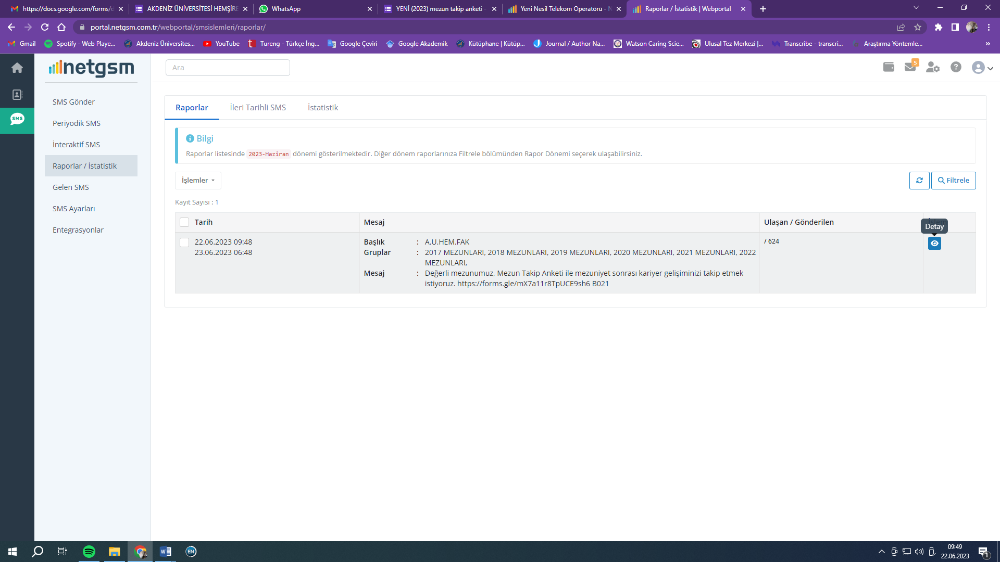 https://docs.google.com/forms/d
AKDENİZ ÜNİVERSİTESİ HEMŞİRE
WhatsApp
YENİ (2023) mezun takip anketi -
Yeni Nesil Telekom Operatörü - N
Raporlar / İstatistik | Webportal
portal.netgsm.com.tr/webportal/smsislemleri/raporlar/
Gmail
Spotify - Web Playe...
Akdeniz Üniversites...
YouTube
Tureng - Türkçe İng...
Google Çeviri
Google Akademik
Kütüphane | Kütüp...
Journal / Author Na...
Watson Caring Scie...
Ulusal Tez Merkezi |...
Transcribe - transcri...
Araştırma Yöntemle...
netgsm
Ara
5
SMS
SMS Gönder
Periyodik SMS
İnteraktif SMS
Raporlar / İstatistik
Gelen SMS
SMS Ayarları
Entegrasyonlar
Raporlar
İleri Tarihli SMS
İstatistik
Bilgi
Raporlar listesinde 2023-Haziran dönemi gösterilmektedir. Diğer dönem raporlarınıza Filtrele bölümünden Rapor Dönemi seçerek ulaşabilirsiniz.
İşlemler
Filtrele
Kayıt Sayısı : 1
Tarih
Mesaj
Ulaşan / Gönderilen
Detay
22.06.2023 09:48
23.06.2023 06:48
Başlık : A.U.HEM.FAK
Gruplar : 2017 MEZUNLARI, 2018 MEZUNLARI, 2019 MEZUNLARI, 2020 MEZUNLARI, 2021 MEZUNLARI, 2022
MEZUNLARI,
Mesaj : Değerli mezunumuz, Mezun Takip Anketi ile mezuniyet sonrası kariyer gelişiminizi takip etmek
istiyoruz. https://forms.gle/mX7a11r8TpUCE9sh6 B021
/ 624
EN
09:49
22.06.2023
1